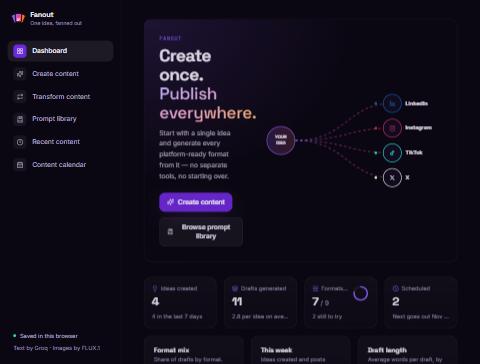 Fanout
One idea, fanned out
Dashboard
Create content
Transform content
Prompt library
Recent content
Content calendar
Saved in this browser
Text by Groq · Images by FLUX.1
FANOUT
Create
once.
Publish
everywhere.
Start with a single idea
and generate every
platform-ready format
from it — no separate
tools, no starting over.
Create content
Browse prompt
library
YOUR
IDEA
LinkedIn
Instagram
TikTok
X
Ideas created
4
4 in the last 7 days
Drafts generated
11
2.8 per idea on ave...
Formats...
7 / 9
2 still to try
Scheduled
2
Next goes out Nov ...
Format mix
Share of drafts by format.
This week
Ideas created and posts
Draft length
Average words per draft, by